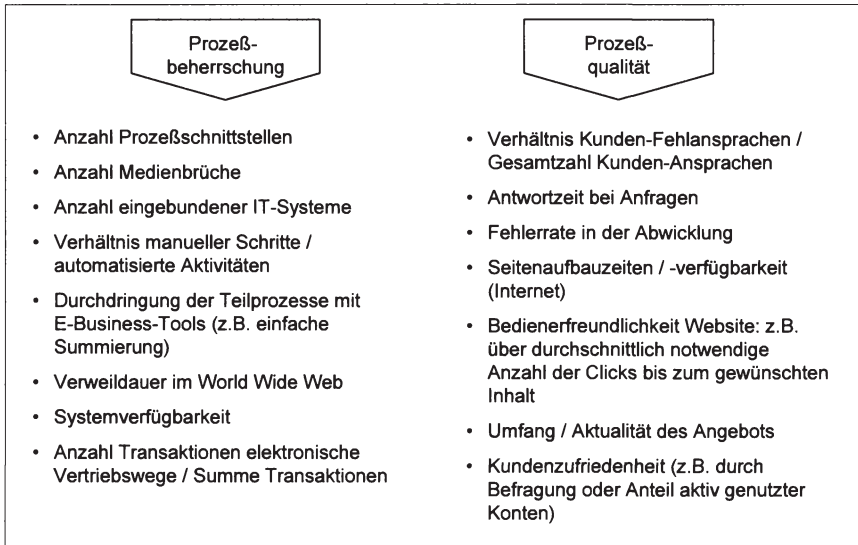 Prozeß-
beherrschung
• Anzahl Prozeßschnittstellen
• Anzahl Medienbrüche
• Anzahl eingebundener IT-Systeme
• Verhältnis manueller Schritte /
automatisierte Aktivitäten
• Durchdringung der Teilprozesse mit
E-Business-Tools (z.B. einfache
Summierung)
• Verweildauer im World Wide Web
• Systemverfügbarkeit
• Anzahl Transaktionen elektronische
Vertriebswege / Summe Transaktionen
Prozeß-
qualität
• Verhältnis Kunden-Fehlansprachen /
Gesamtzahl Kunden-Ansprachen
• Antwortzeit bei Anfragen
• Fehlerrate in der Abwicklung
• Seitenaufbauzeiten / -verfügbarkeit
(Internet)
• Bedienerfreundlichkeit Website: z.B.
über durchschnittlich notwendige
Anzahl der Clicks bis zum gewünschten
Inhalt
• Umfang / Aktualität des Angebots
• Kundenzufriedenheit (z.B. durch
Befragung oder Anteil aktiv genutzter
Konten)